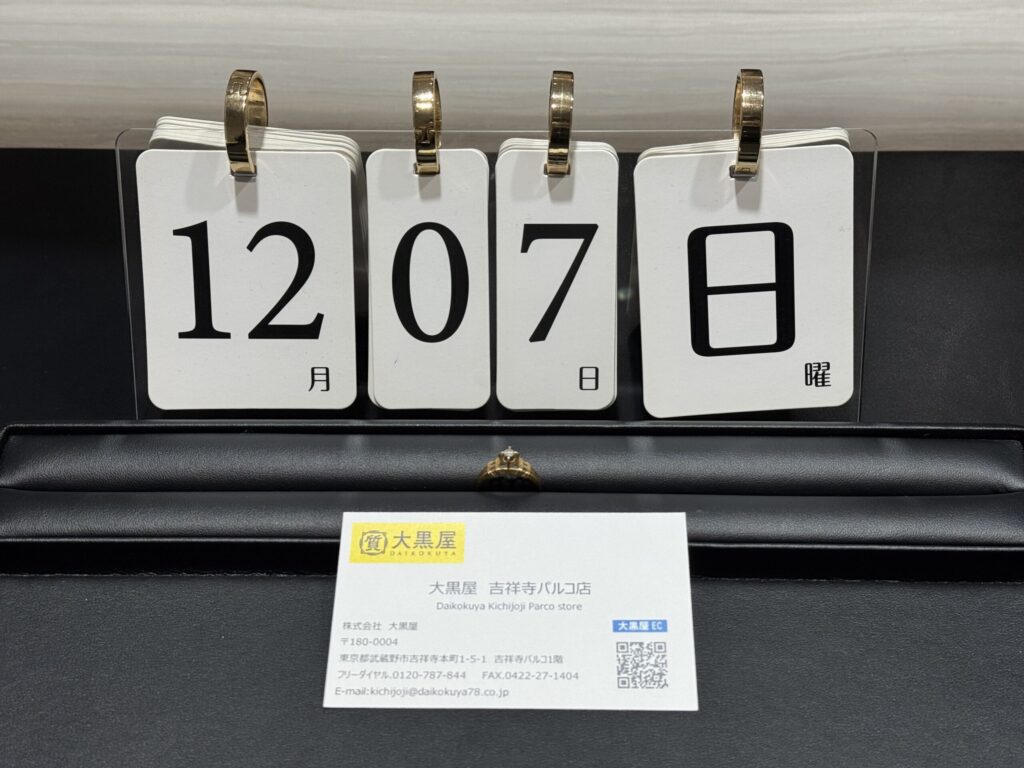 12
月
0
7
日
日
曜
質 大黒屋
DAIKOKUYA
大黒屋 吉祥寺パルコ店
Daikokuya Kichijoji Parco store
株式会社 大黒屋
〒180-0004
東京都武蔵野市吉祥寺本町1-5-1 吉祥寺パルコ1階
フリーダイヤル.0120-787-844 FAX.0422-27-1404
E-mail:kichijoji@daikokuya78.co.jp
大黒屋 EC